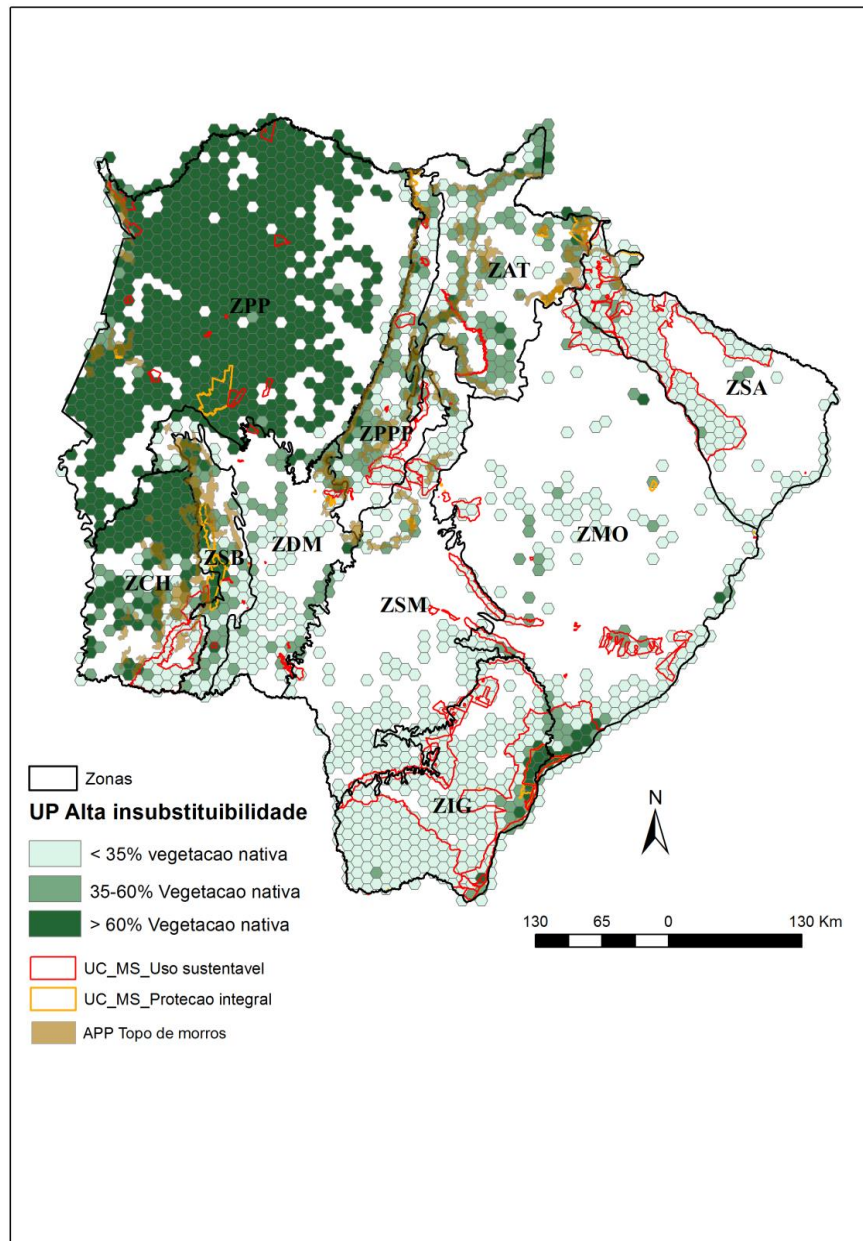 ZPP
ZAT
ZSA
ZPPP
ZDM
ZMO
ZSB
ZCH
ZSM
ZIG
Zonas
UP Alta insubstituibilidade
< 35% vegetacao nativa
35-60% Vegetacao nativa
> 60% Vegetacao nativa
UC_MS_Uso sustentavel
UC_MS_Protecao integral
APP Topo de morros
N
130 65 0 130 Km